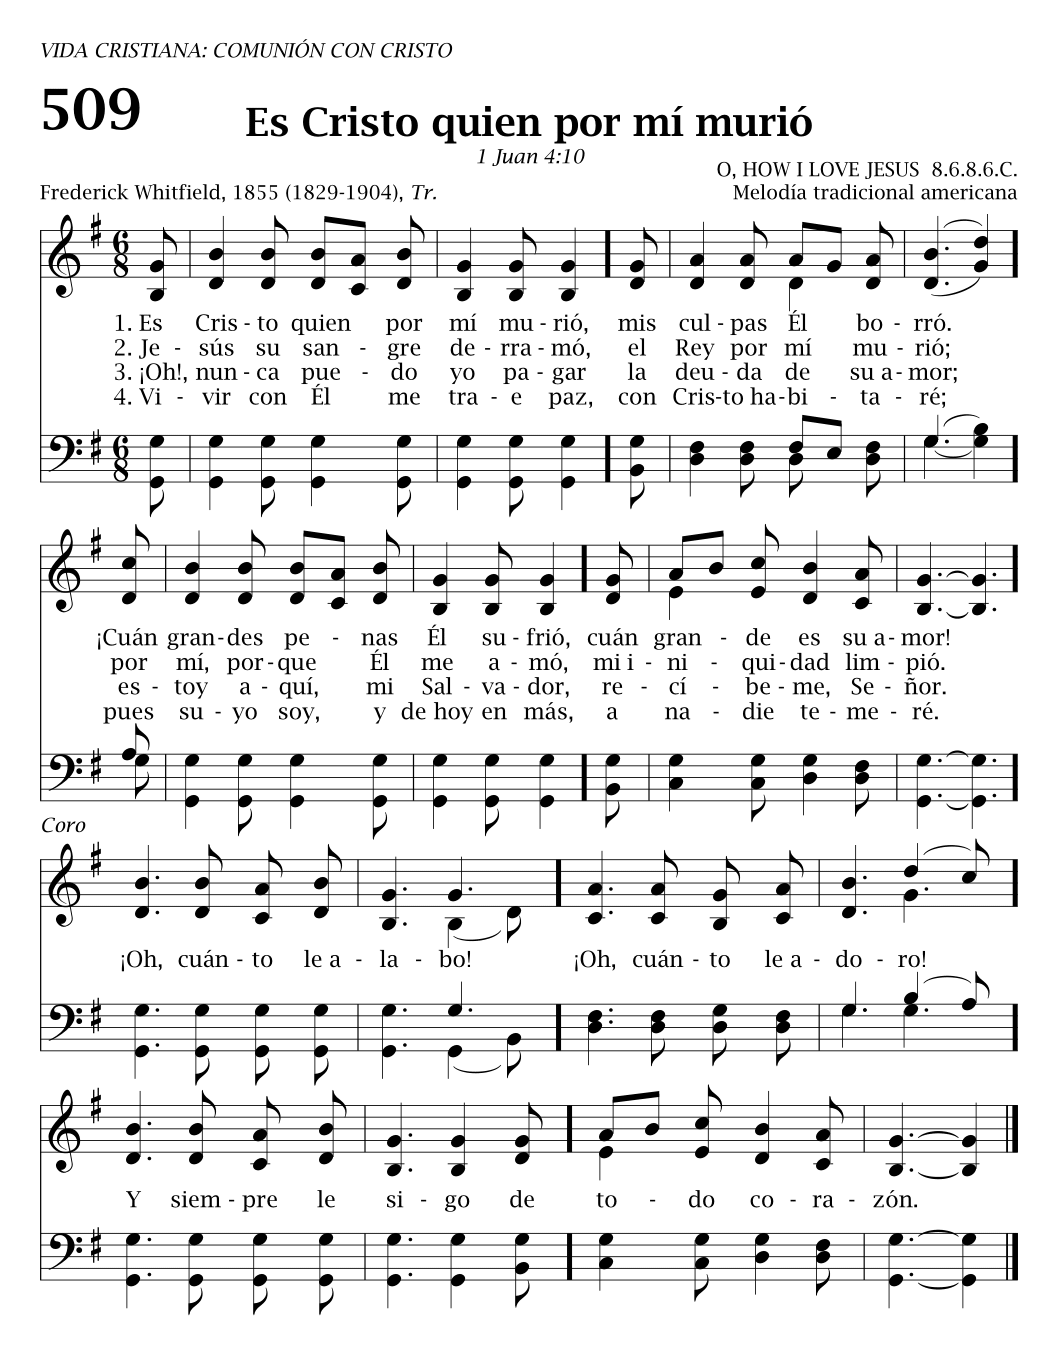 VIDA CRISTIANA: COMUNIÓN CON CRISTO
509
Es Cristo quien por mí murió
1 Juan 4:10
O, HOW I LOVE JESUS 8.6.8.6.C.
Frederick Whitfield, 1855 (1829-1904), Tr.
Melodía tradicional americana
1. Es Cris - to quien por mí mu - rió, mis cul - pas Él bo - rró.
2. Je - sús su san - gre de - rra - mó, el Rey por mí mu - rió;
3. ¡Oh!, nun - ca pue - do yo pa - gar la deu - da de su a - mor;
4. Vi - vir con Él me tra - e paz, con Cris-to ha-bi - ta - ré;
¡Cuán gran-des pe - nas Él su - frió, cuán gran - de es su a - mor!
por mí, por-que Él me a - mó, mi i - ni - qui-dad lim - pió.
es - toy a - quí, mi Sal - va - dor, re - cí - be - me, Se - ñor.
pues su - yo soy, y de hoy en más, a na - die te - me - ré.
Coro
¡Oh, cuán - to le a - la - bo! ¡Oh, cuán - to le a - do - ro!
Y siem - pre le si - go de to - do co - ra - zón.